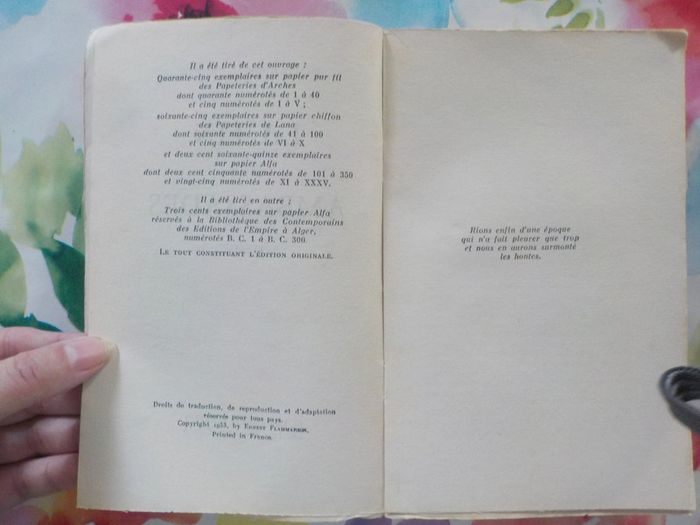 Il a été tiré de cet ouvrage :
Quarante-cinq exemplaires sur papier pur fil
des Papeteries d'Arches
dont quarante numérotés de 1 à 40
et cinq numérotés de 1 à V ;
soixante-cinq exemplaires sur papier chiffon
des Papeteries de Lana
dont soixante numérotés de 41 à 100
et cinq numérotés de VI à X
et deux cent soixante-quinze exemplaires
sur papier Alfa
dont deux cent cinquante numérotés de 101 à 350
et vingt-cinq numérotés de XI à XXXV.
Il a été tiré en outre :
Trois cents exemplaires sur papier Alfa
réservés à la Bibliothèque des Contemporains
des Editions de l'Empire à Alger,
numérotés B. C. 1 à B. C. 300.
LE TOUT CONSTITUANT L'ÉDITION ORIGINALE.
Droits de traduction, de reproduction et d'adaptation
réservés pour tous pays.
Copyright 1953, by ERNEST FLAMMARION.
Printed in France.
Rions enfin d'une époque
qui n'a fait pleurer que trop
et nous en aurons surmonté
les hontes.